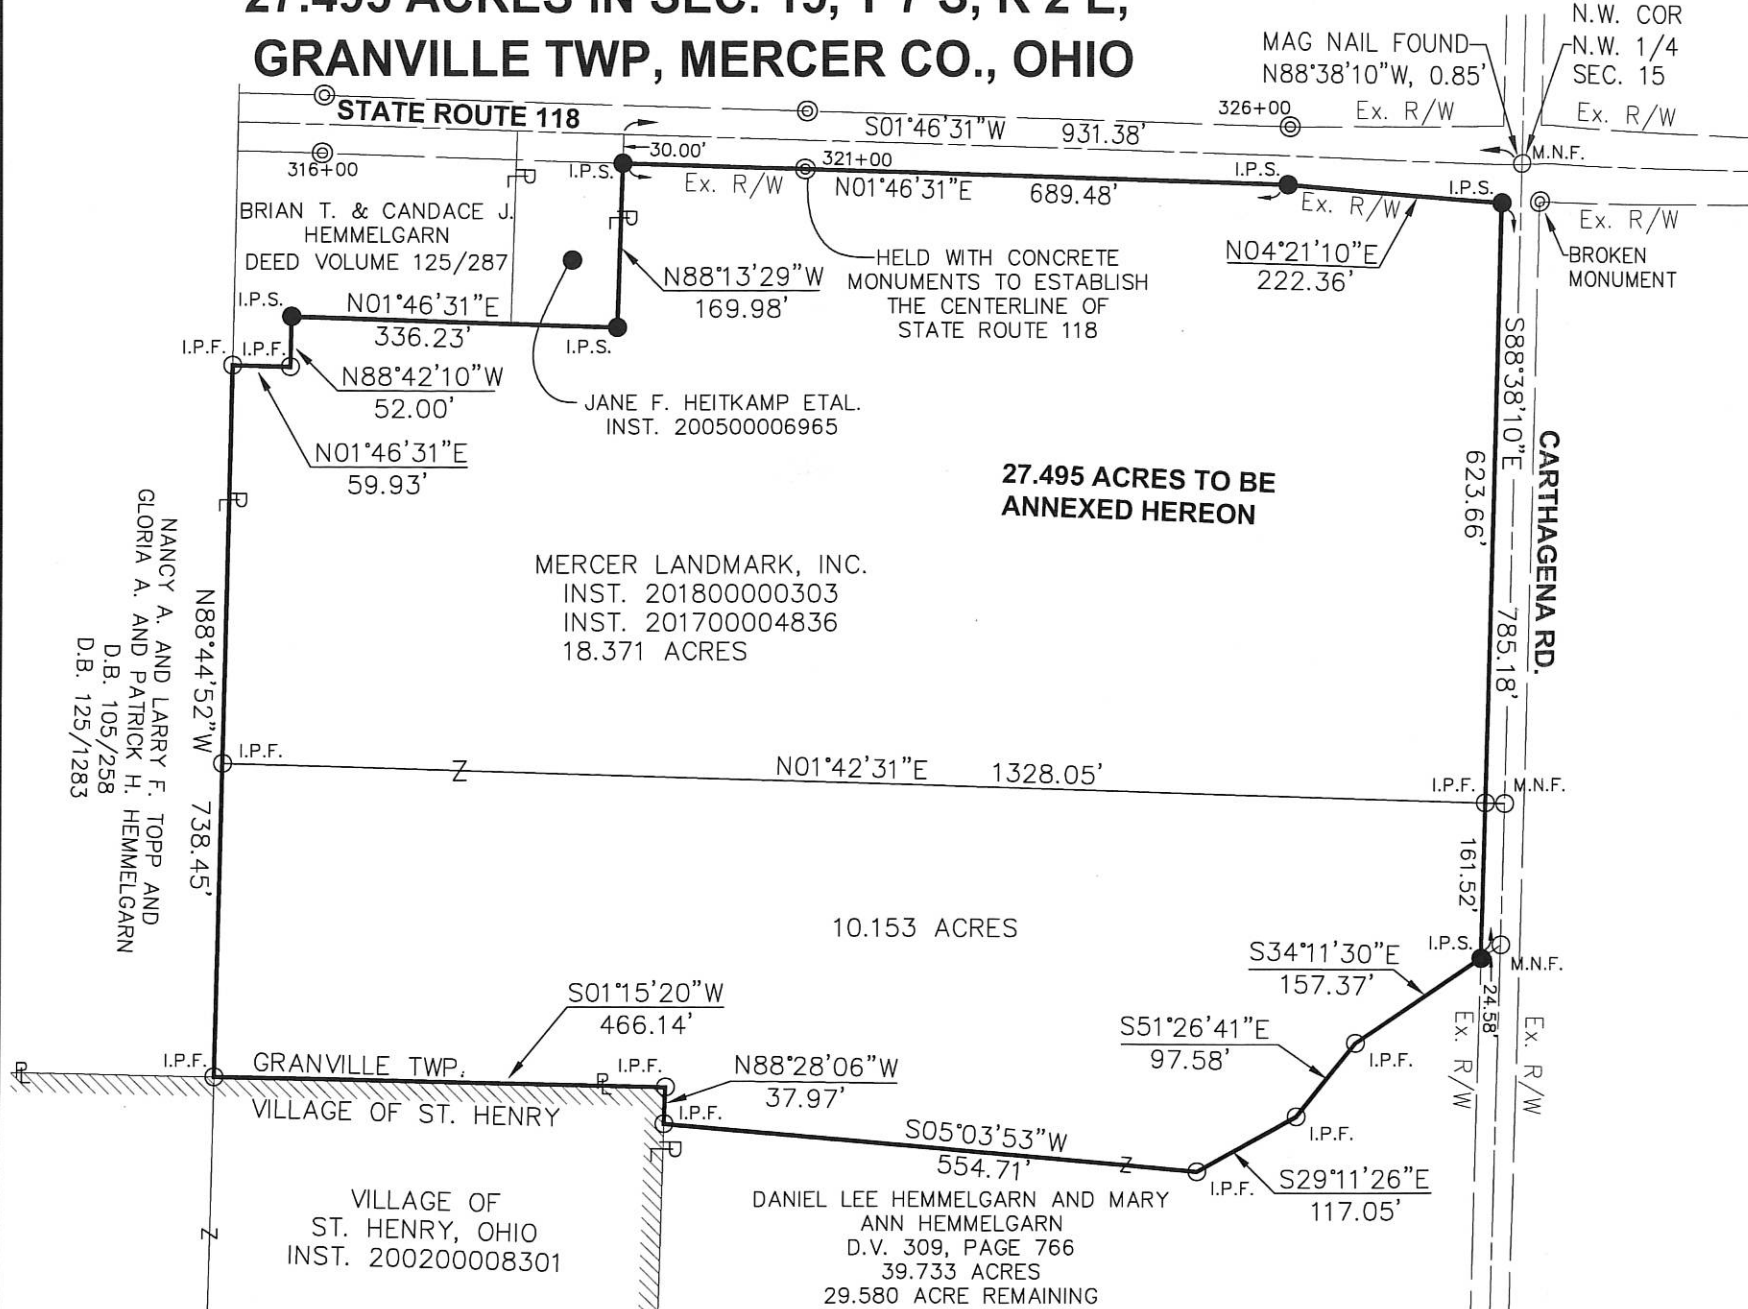 27.495 ACRES IN SEC. 15, T 7 S, R 2 E,
GRANVILLE TWP, MERCER CO., OHIO
MAG NAIL FOUND
N88°38'10"W, 0.85'
N.W. COR
N.W. 1/4
SEC. 15
STATE ROUTE 118
S01°46'31"W 931.38'
326+00
Ex. R/W
Ex. R/W
316+00
I.P.S.
30.00'
Ex. R/W
321+00
N01°46'31"E 689.48'
I.P.S.
Ex. R/W
I.P.S.
M.N.F.
Ex. R/W
BROKEN
MONUMENT
BRIAN T. & CANDACE J.
HEMMELGARN
DEED VOLUME 125/287
PL
PL
N88°13'29"W
169.98'
HELD WITH CONCRETE
MONUMENTS TO ESTABLISH
THE CENTERLINE OF
STATE ROUTE 118
N04°21'10"E
222.36'
I.P.S.
N01°46'31"E
336.23'
I.P.S.
I.P.F.
I.P.F.
N88°42'10"W
52.00'
JANE F. HEITKAMP ETAL.
INST. 200500006965
N01°46'31"E
59.93'
PL
27.495 ACRES TO BE
ANNEXED HEREON
S88°38'10"E 785.18'
623.66'
CARTHAGENA RD.
NANCY A. AND LARRY F. TOPP AND
GLORIA A. AND PATRICK H. HEMMELGARN
D.B. 105/258
D.B. 125/1283
N88°44'52"W 738.45'
MERCER LANDMARK, INC.
INST. 201800000303
INST. 201700004836
18.371 ACRES
I.P.F.
Z
N01°42'31"E 1328.05'
I.P.F.
M.N.F.
161.52'
10.153 ACRES
I.P.S.
M.N.F.
24.58'
Ex. R/W
Ex. R/W
S34°11'30"E
157.37'
S51°26'41"E
97.58'
I.P.F.
I.P.F.
S01°15'20"W
466.14'
PL
I.P.F.
GRANVILLE TWP.
PL
I.P.F.
N88°28'06"W
37.97'
VILLAGE OF ST. HENRY
I.P.F.
PL
S05°03'53"W
554.71'
Z
I.P.F.
S29°11'26"E
117.05'
Z
VILLAGE OF
ST. HENRY, OHIO
INST. 200200008301
DANIEL LEE HEMMELGARN AND MARY
ANN HEMMELGARN
D.V. 309, PAGE 766
39.733 ACRES
29.580 ACRE REMAINING